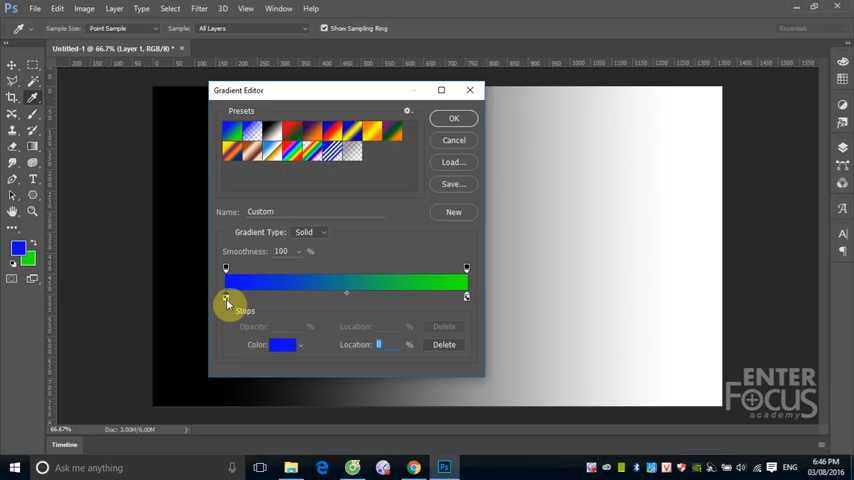 Ps File Edit Image Layer Type Select Filter 3D View Window Help
Sample Size: Point Sample Sample: All Layers Show Sampling Ring Essentials
Untitled-1 @ 66.7% (Layer 1, RGB/8) * ×
Gradient Editor
Presets
OK
Cancel
Load...
Save...
Name: Custom New
Gradient Type: Solid
Smoothness: 100 %
Stops
Opacity: % Location: % Delete
Color: Location: 0 % Delete
ENTER
FOCUS
academy
66.67% Doc: 3.00M/6.00M
Timeline
Ask me anything
Ps
ENG
6:46 PM
03/08/2016